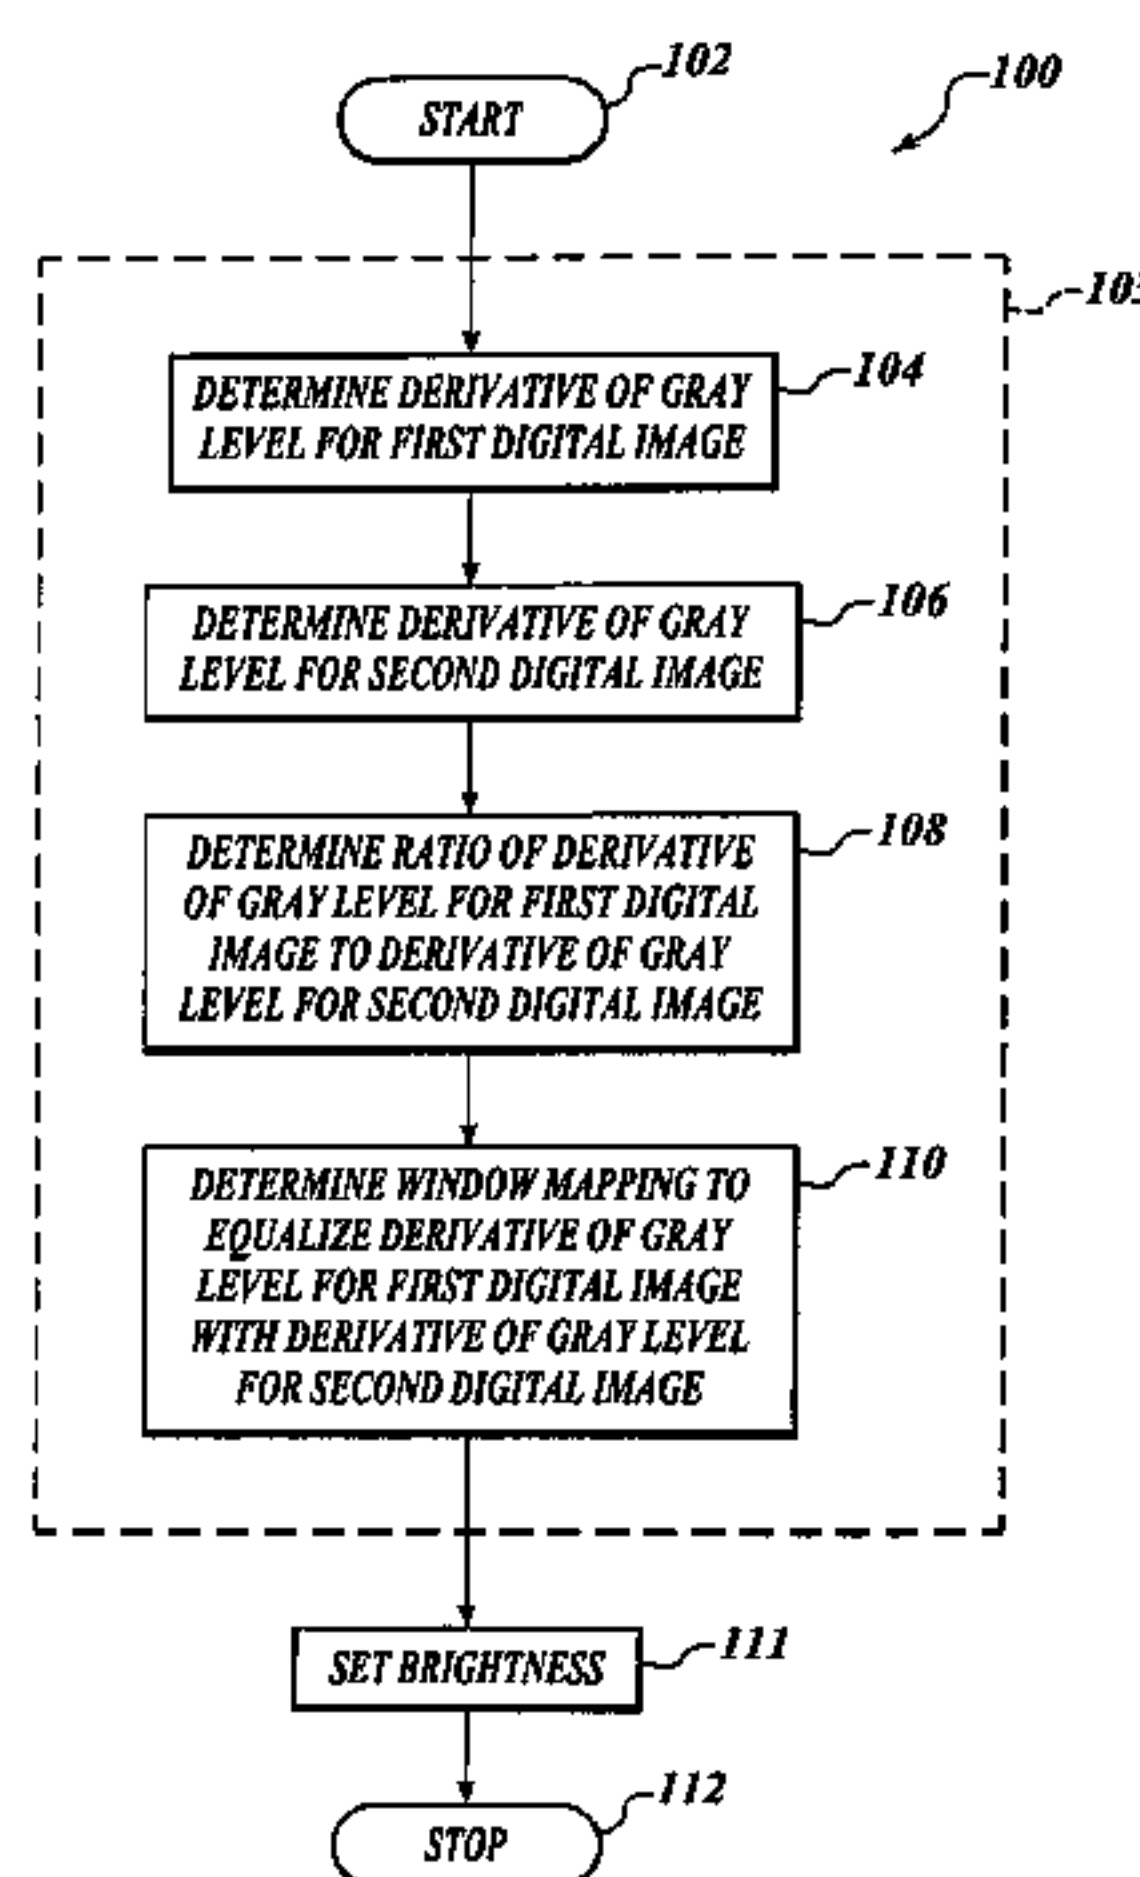 102
START
100
104
DETERMINE DERIVATIVE OF GRAY
LEVEL FOR FIRST DIGITAL IMAGE
106
DETERMINE DERIVATIVE OF GRAY
LEVEL FOR SECOND DIGITAL IMAGE
108
DETERMINE RATIO OF DERIVATIVE
OF GRAY LEVEL FOR FIRST DIGITAL
IMAGE TO DERIVATIVE OF GRAY
LEVEL FOR SECOND DIGITAL IMAGE
110
DETERMINE WINDOW MAPPING TO
EQUALIZE DERIVATIVE OF GRAY
LEVEL FOR FIRST DIGITAL IMAGE
WITH DERIVATIVE OF GRAY LEVEL
FOR SECOND DIGITAL IMAGE
111
SET BRIGHTNESS
112
STOP